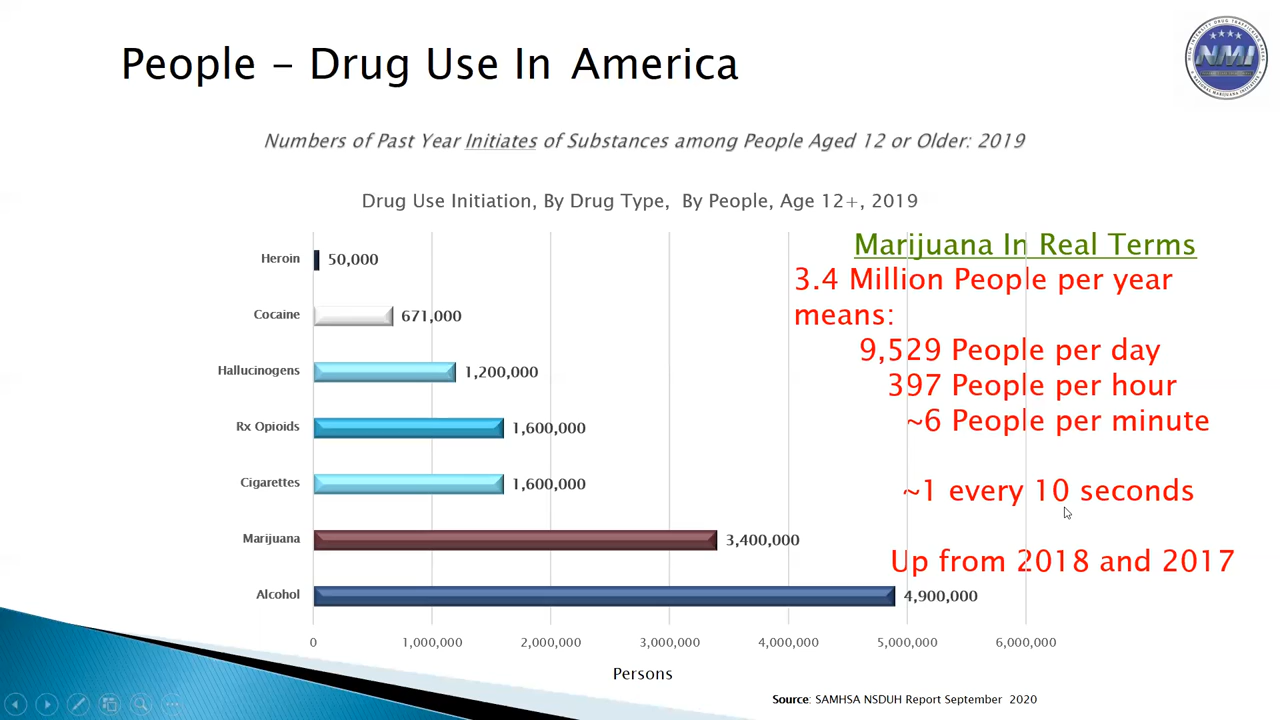 People – Drug Use In America
NMI
Numbers of Past Year Initiates of Substances among People Aged 12 or Older: 2019
Drug Use Initiation, By Drug Type, By People, Age 12+, 2019
Marijuana In Real Terms
3.4 Million People per year
means:
9,529 People per day
397 People per hour
~6 People per minute
~1 every 10 seconds
Up from 2018 and 2017
Heroin 50,000
Cocaine 671,000
Hallucinogens 1,200,000
Rx Opioids 1,600,000
Cigarettes 1,600,000
Marijuana 3,400,000
Alcohol 4,900,000
0 1,000,000 2,000,000 3,000,000 4,000,000 5,000,000 6,000,000
Persons
Source: SAMHSA NSDUH Report September 2020